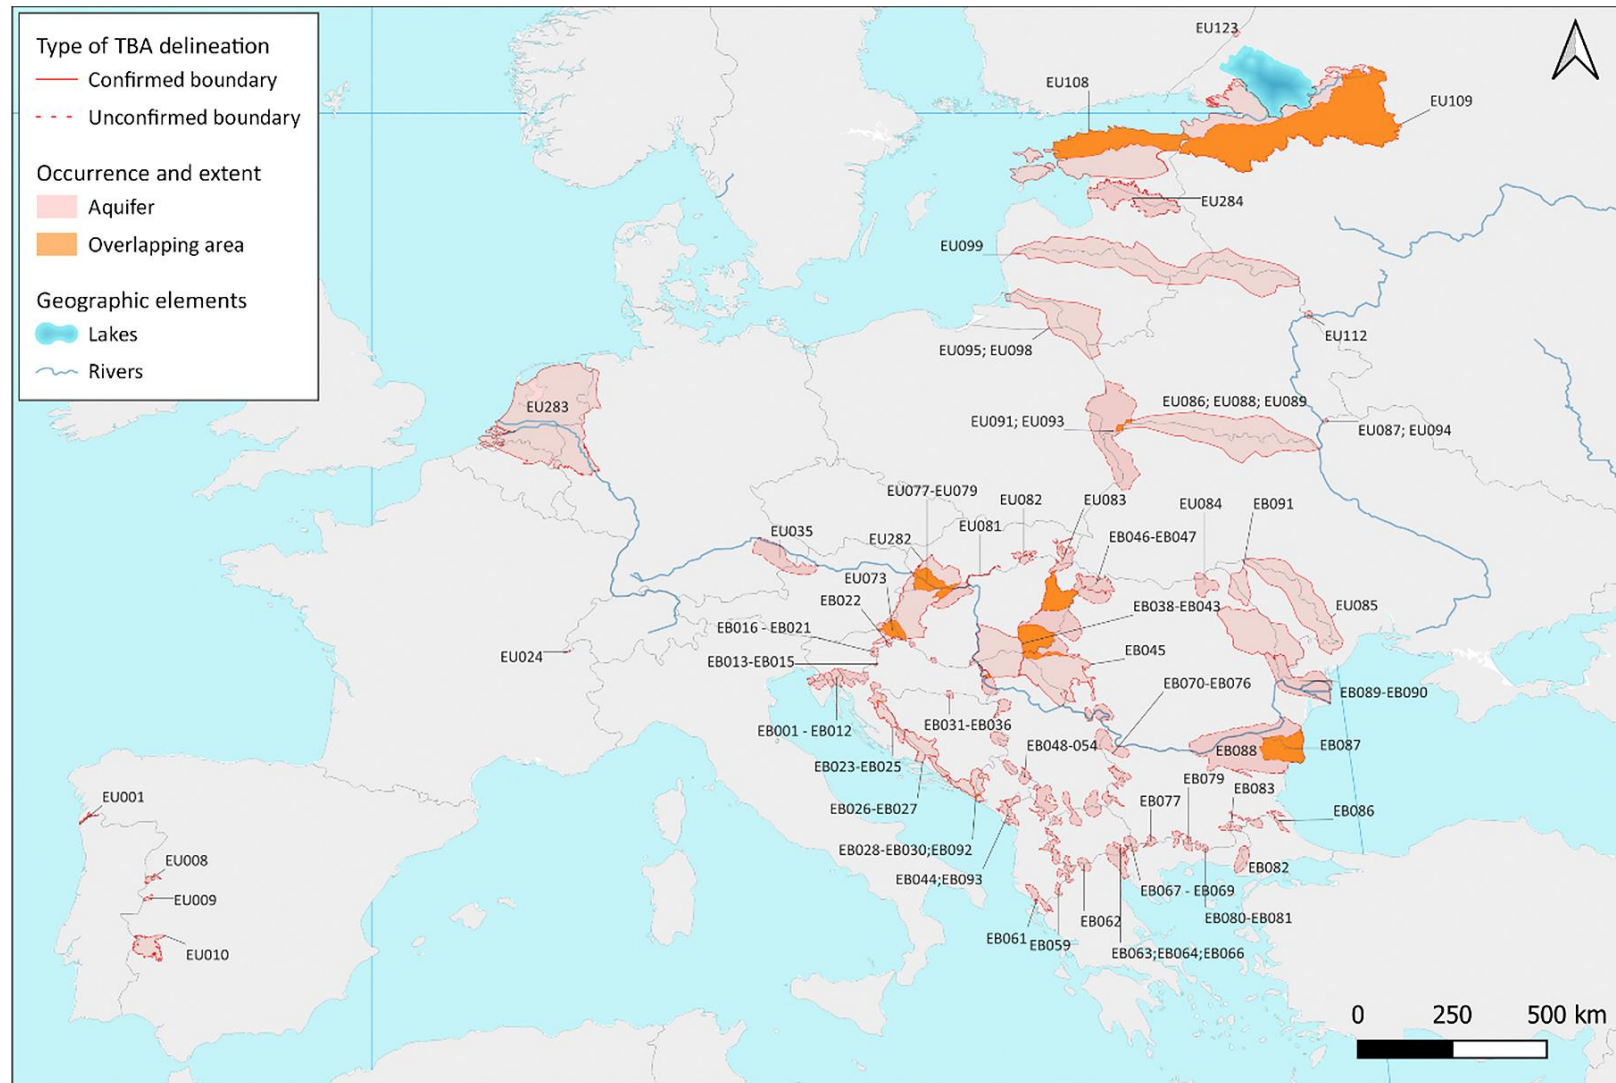 Type of TBA delineation
Confirmed boundary
Unconfirmed boundary
Occurrence and extent
Aquifer
Overlapping area
Geographic elements
Lakes
Rivers
EU123
EU108
EU109
EU284
EU099
EU095; EU098
EU112
EU283
EU086; EU088; EU089
EU091; EU093
EU087; EU094
EU077-EU079
EU082
EU083
EU084
EB091
EU035
EU081
EU282
EB046-EB047
EU073
EB022
EB038-EB043
EU085
EB016 - EB021
EU024
EB013-EB015
EB045
EB070-EB076
EB089-EB090
EB001 - EB012
EB031-EB036
EB048-054
EB088
EB087
EB023-EB025
EB079
EB083
EU001
EB026-EB027
EB077
EB086
EB028-EB030;EB092
EU008
EB082
EB044;EB093
EB067 - EB069
EU009
EB062
EB080-EB081
EB061
EB059
EU010
EB063;EB064;EB066
0 250 500 km